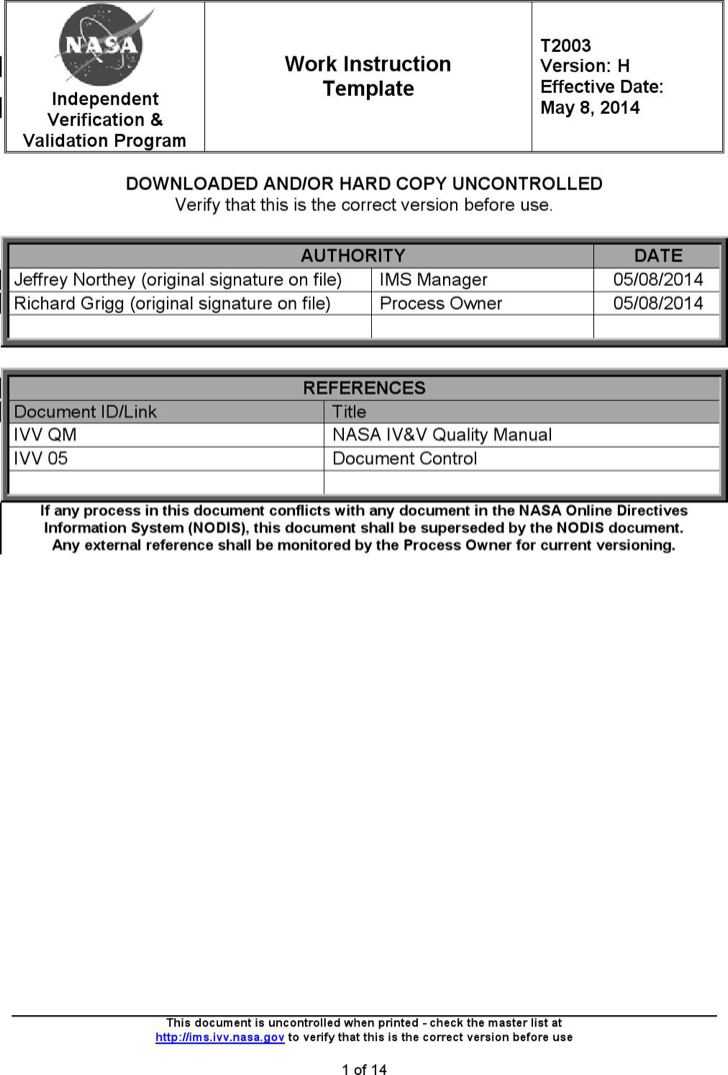 NASA
Independent
Verification &
Validation Program
Work Instruction
Template
T2003
Version: H
Effective Date:
May 8, 2014
DOWNLOADED AND/OR HARD COPY UNCONTROLLED
Verify that this is the correct version before use.
AUTHORITY DATE
Jeffrey Northey (original signature on file) IMS Manager 05/08/2014
Richard Grigg (original signature on file) Process Owner 05/08/2014
REFERENCES
Document ID/Link Title
IVV QM NASA IV&V Quality Manual
IVV 05 Document Control
If any process in this document conflicts with any document in the NASA Online Directives
Information System (NODIS), this document shall be superseded by the NODIS document.
Any external reference shall be monitored by the Process Owner for current versioning.
This document is uncontrolled when printed - check the master list at
http://ims.ivv.nasa.gov to verify that this is the correct version before use
1 of 14